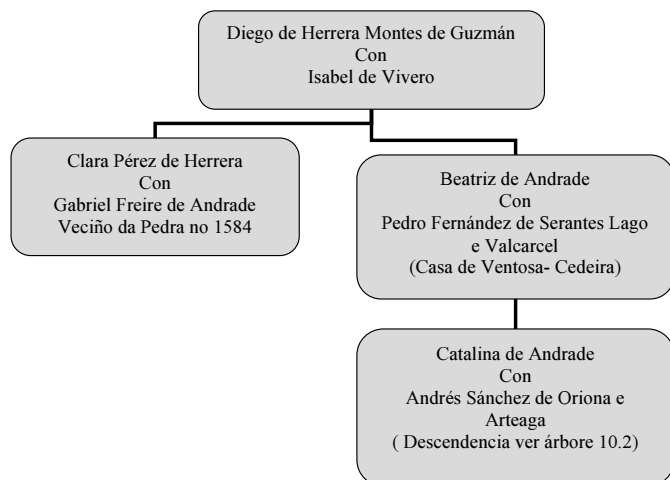 Diego de Herrera Montes de Guzmán
Con
Isabel de Vivero
Clara Pérez de Herrera
Con
Gabriel Freire de Andrade
Veciño da Pedra no 1584
Beatriz de Andrade
Con
Pedro Fernández de Serantes Lago
e Valcarcel
(Casa de Ventosa- Cedeira)
Catalina de Andrade
Con
Andrés Sánchez de Oriona e
Arteaga
( Descendencia ver árbore 10.2)